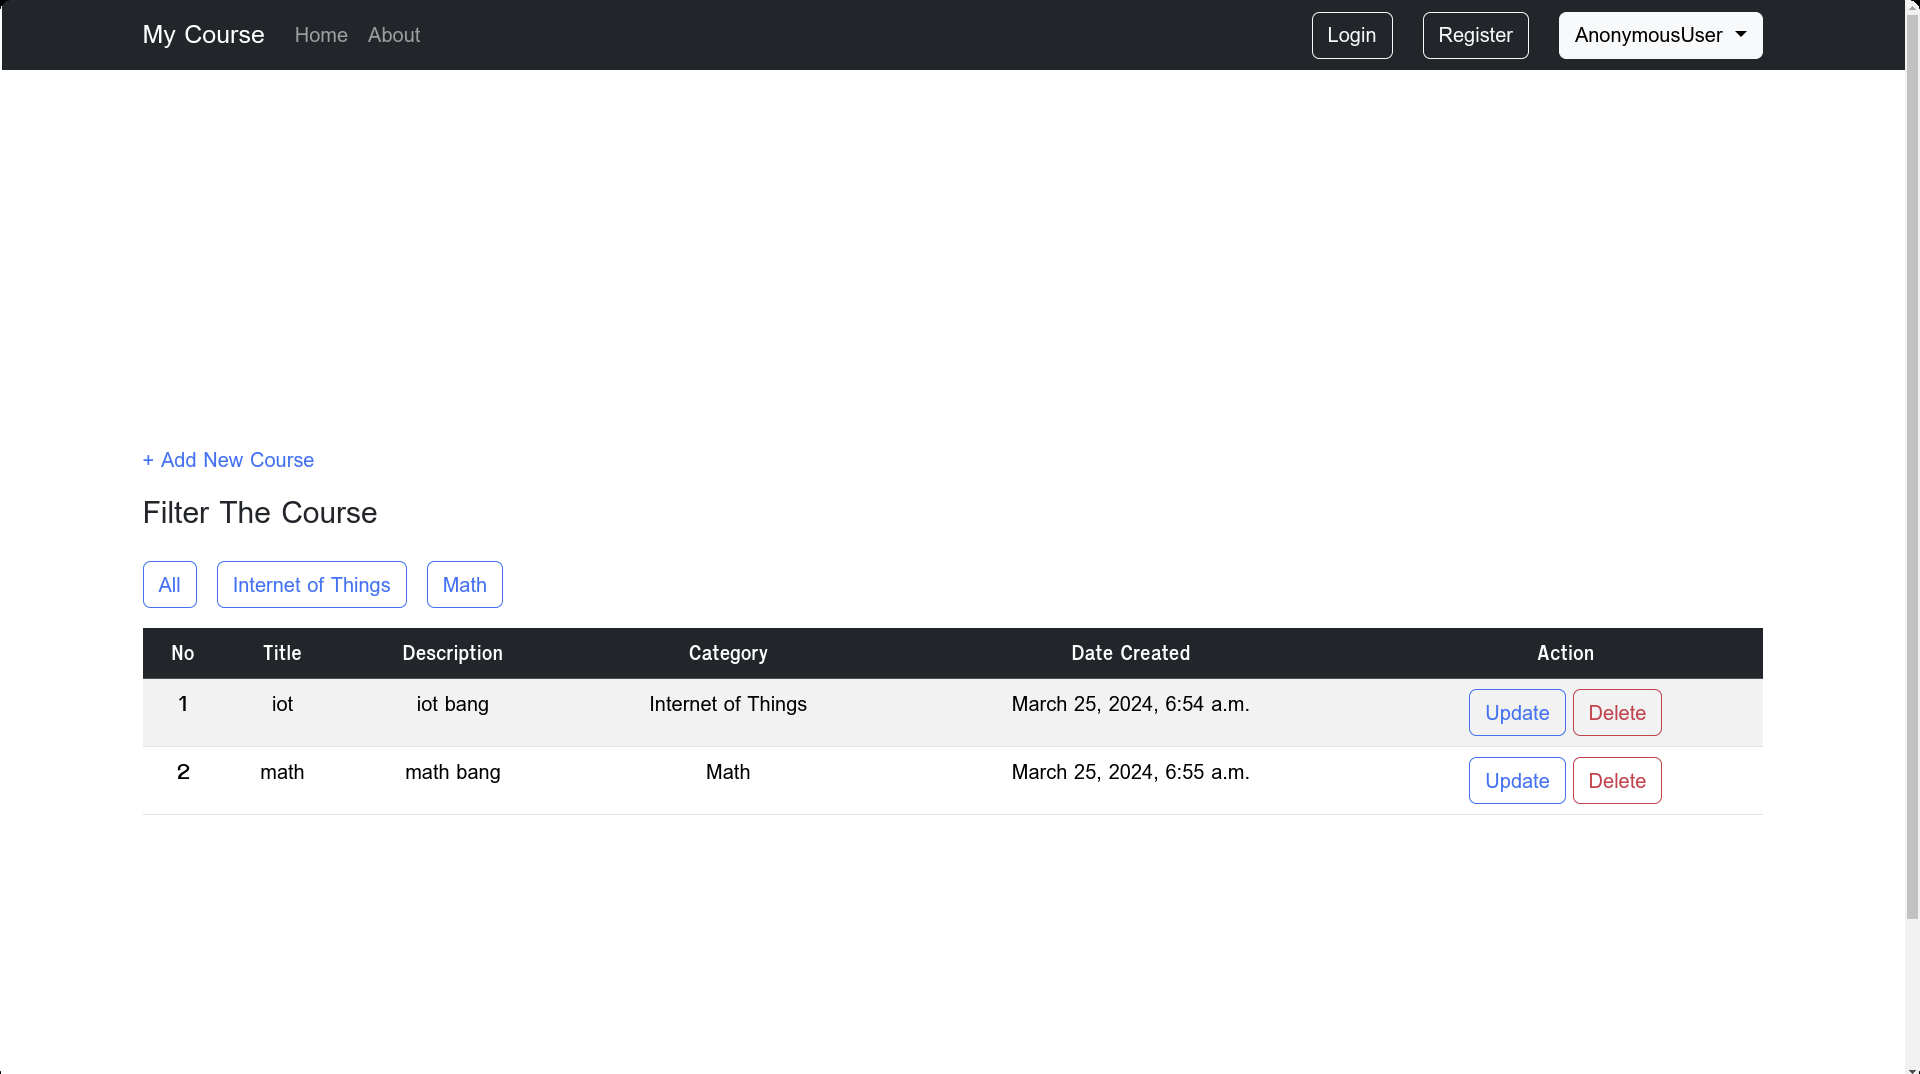 My Course Home About Login Register AnonymousUser
+ Add New Course
Filter The Course
All Internet of Things Math
No Title Description Category Date Created Action
1 iot iot bang Internet of Things March 25, 2024, 6:54 a.m. Update Delete
2 math math bang Math March 25, 2024, 6:55 a.m. Update Delete